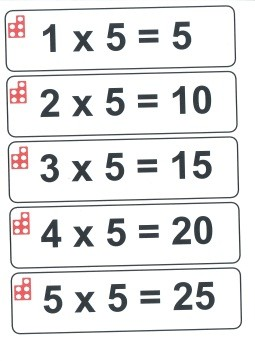 1 x 5 = 5
2 x 5 = 10
3 x 5 = 15
4 x 5 = 20
5 x 5 = 25